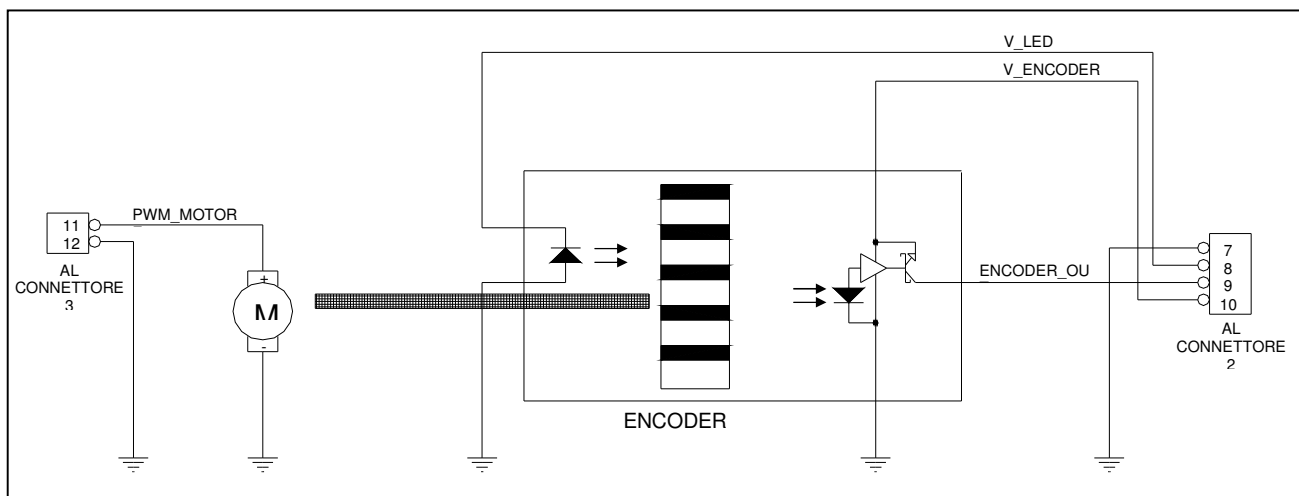 V_LED
V_ENCODER
PWM_MOTOR
11
12
AL
CONNETTORE
3
+
M
-
ENCODER_OU
7
8
9
10
AL
CONNETTORE
2
ENCODER